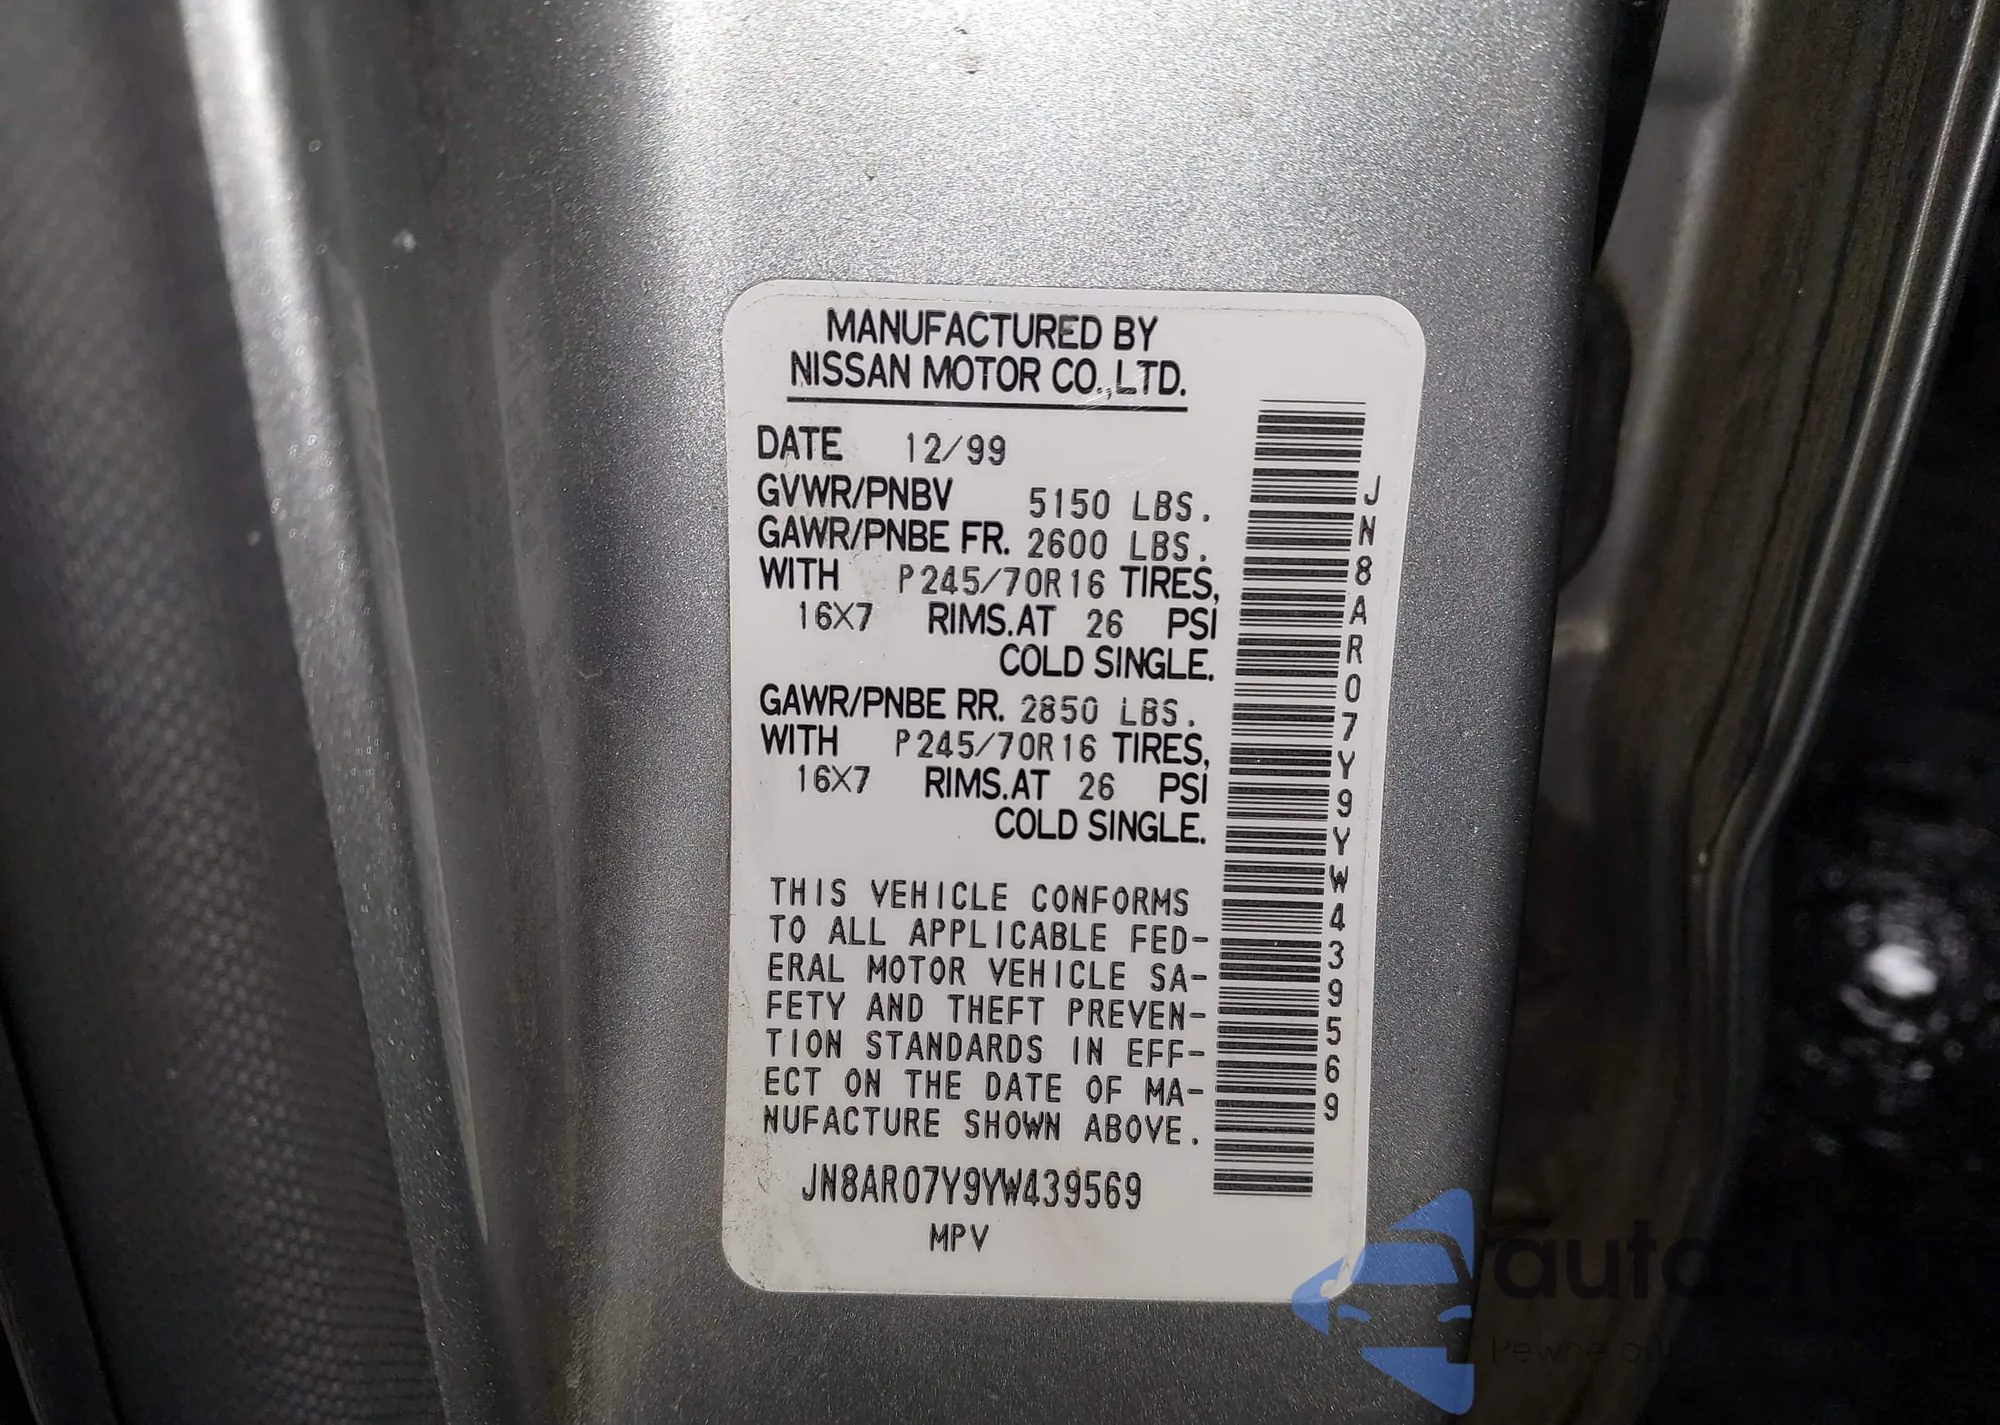 MANUFACTURED BY
NISSAN MOTOR CO.,LTD.
DATE 12/99
GVWR/PNBV 5150 LBS.
GAWR/PNBE FR. 2600 LBS.
WITH P245/70R16 TIRES,
16X7 RIMS.AT 26 PSI
COLD SINGLE.
GAWR/PNBE RR. 2850 LBS.
WITH P245/70R16 TIRES,
16X7 RIMS.AT 26 PSI
COLD SINGLE.
THIS VEHICLE CONFORMS
TO ALL APPLICABLE FED-
ERAL MOTOR VEHICLE SA-
FETY AND THEFT PREVEN-
TION STANDARDS IN EFF-
ECT ON THE DATE OF MA-
NUFACTURE SHOWN ABOVE.
JN8AR07Y9YW439569
MPV
JN8AR07Y9YW439569